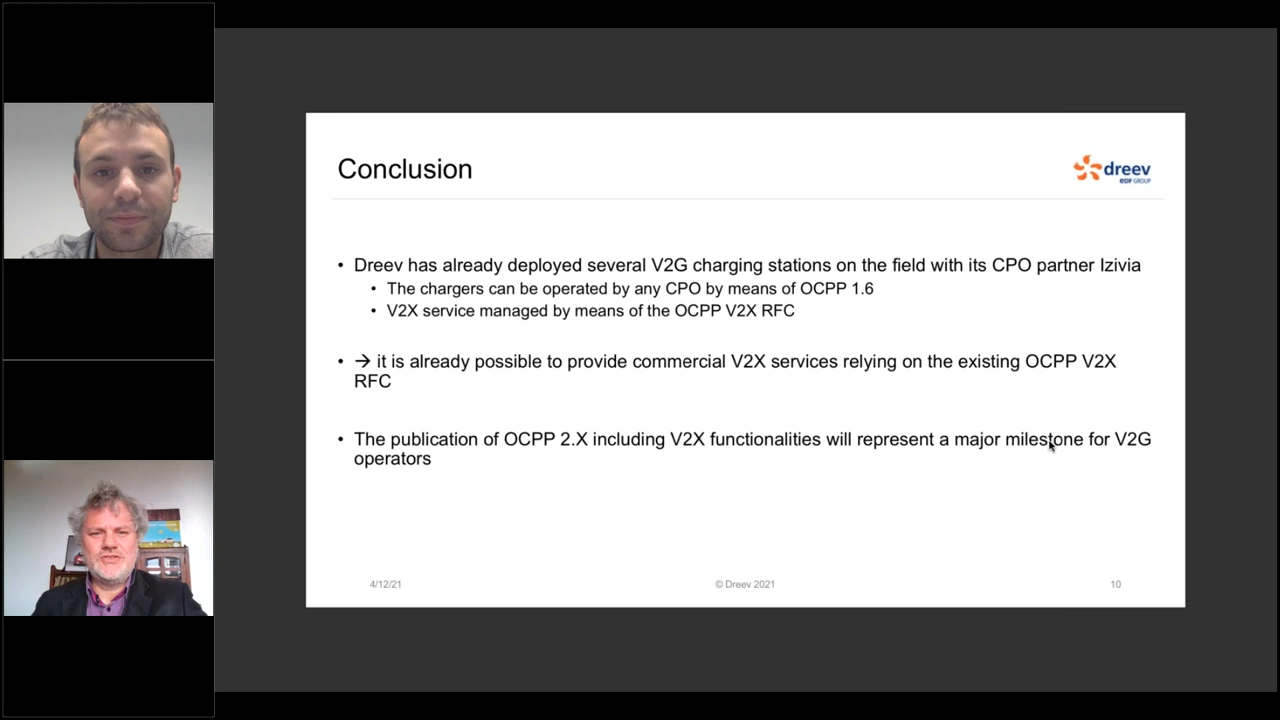 Conclusion
dreev
EDF GROUP
• Dreev has already deployed several V2G charging stations on the field with its CPO partner Izivia
• The chargers can be operated by any CPO by means of OCPP 1.6
• V2X service managed by means of the OCPP V2X RFC
• → it is already possible to provide commercial V2X services relying on the existing OCPP V2X
RFC
• The publication of OCPP 2.X including V2X functionalities will represent a major milestone for V2G
operators
4/12/21
© Dreev 2021
10